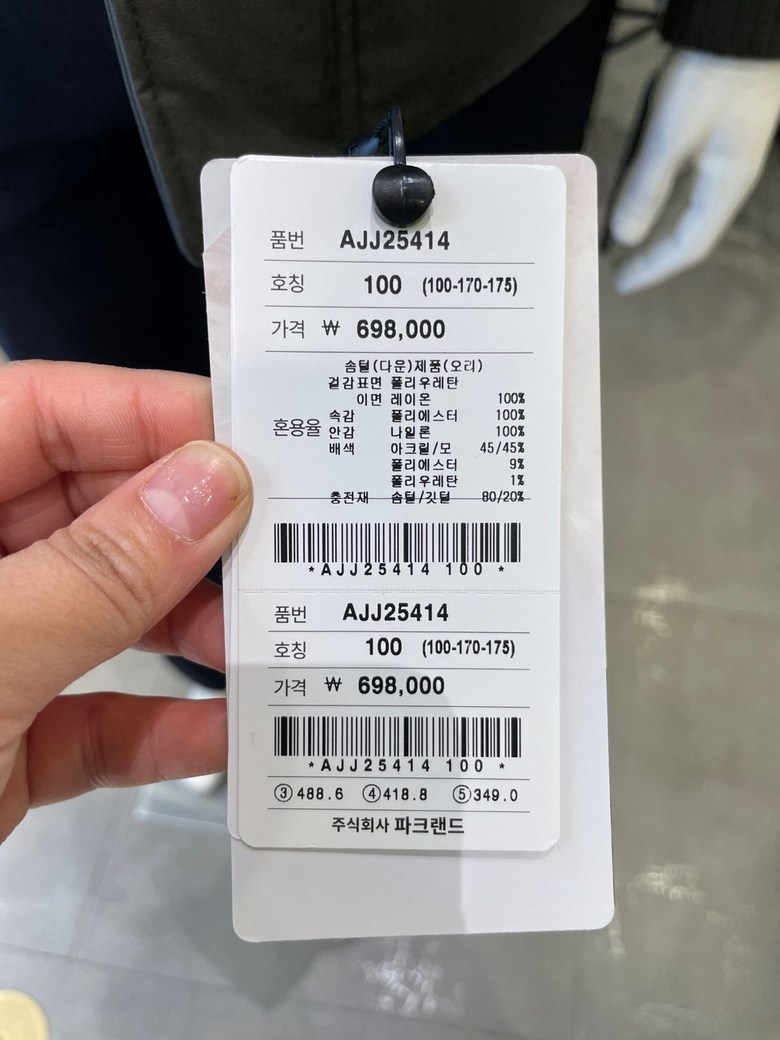 품번 AJJ25414
호칭 100 (100-170-175)
가격 ₩ 698,000
솜털(다운)제품(오리)
겉감표면 폴리우레탄
이면 레이온 100%
속감 폴리에스터 100%
혼용율 안감 나일론 100%
배색 아크릴/모 45/45%
폴리에스터 9%
폴리우레탄 1%
충전재 솜털/깃털 80/20%
*AJJ25414 100 *
품번 AJJ25414
호칭 100 (100-170-175)
가격 ₩ 698,000
*AJJ25414 100 *
③488.6 ④418.8 ⑤349.0
주식회사 파크랜드